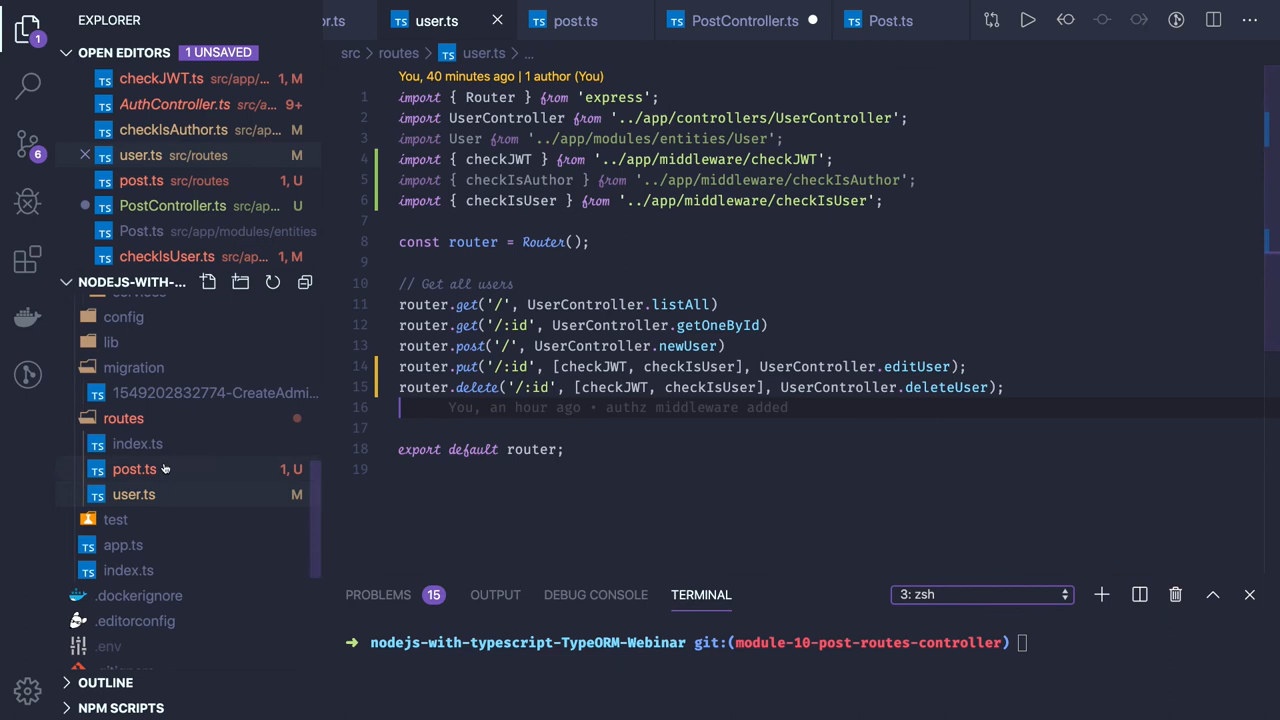 EXPLORER
OPEN EDITORS 1 UNSAVED
checkJWT.ts src/app/... 1, M
AuthController.ts src/a... 9+
checkIsAuthor.ts src/ap... M
user.ts src/routes M
post.ts src/routes 1, U
PostController.ts src/ap... U
Post.ts src/app/modules/entities
checkIsUser.ts src/ap... 1, M
NODEJS-WITH-...
services
config
lib
migration
1549202832774-CreateAdmi...
routes
index.ts
post.ts 1, U
user.ts M
test
app.ts
index.ts
.dockerignore
.editorconfig
.env
OUTLINE
NPM SCRIPTS
1
6
or.ts user.ts post.ts PostController.ts Post.ts
src > routes > user.ts > ...
You, 40 minutes ago | 1 author (You)
1 import { Router } from 'express';
2 import UserController from '../app/controllers/UserController';
3 import User from '../app/modules/entities/User';
4 import { checkJWT } from '../app/middleware/checkJWT';
5 import { checkIsAuthor } from '../app/middleware/checkIsAuthor';
6 import { checkIsUser } from '../app/middleware/checkIsUser';
7
8 const router = Router();
9
10 // Get all users
11 router.get('/', UserController.listAll)
12 router.get('/:id', UserController.getOneById)
13 router.post('/', UserController.newUser)
14 router.put('/:id', [checkJWT, checkIsUser], UserController.editUser);
15 router.delete('/:id', [checkJWT, checkIsUser], UserController.deleteUser);
16 You, an hour ago • authz middleware added
17
18 export default router;
19
PROBLEMS 15 OUTPUT DEBUG CONSOLE TERMINAL 3: zsh
➜ nodejs-with-typescript-TypeORM-Webinar git:(module-10-post-routes-controller)